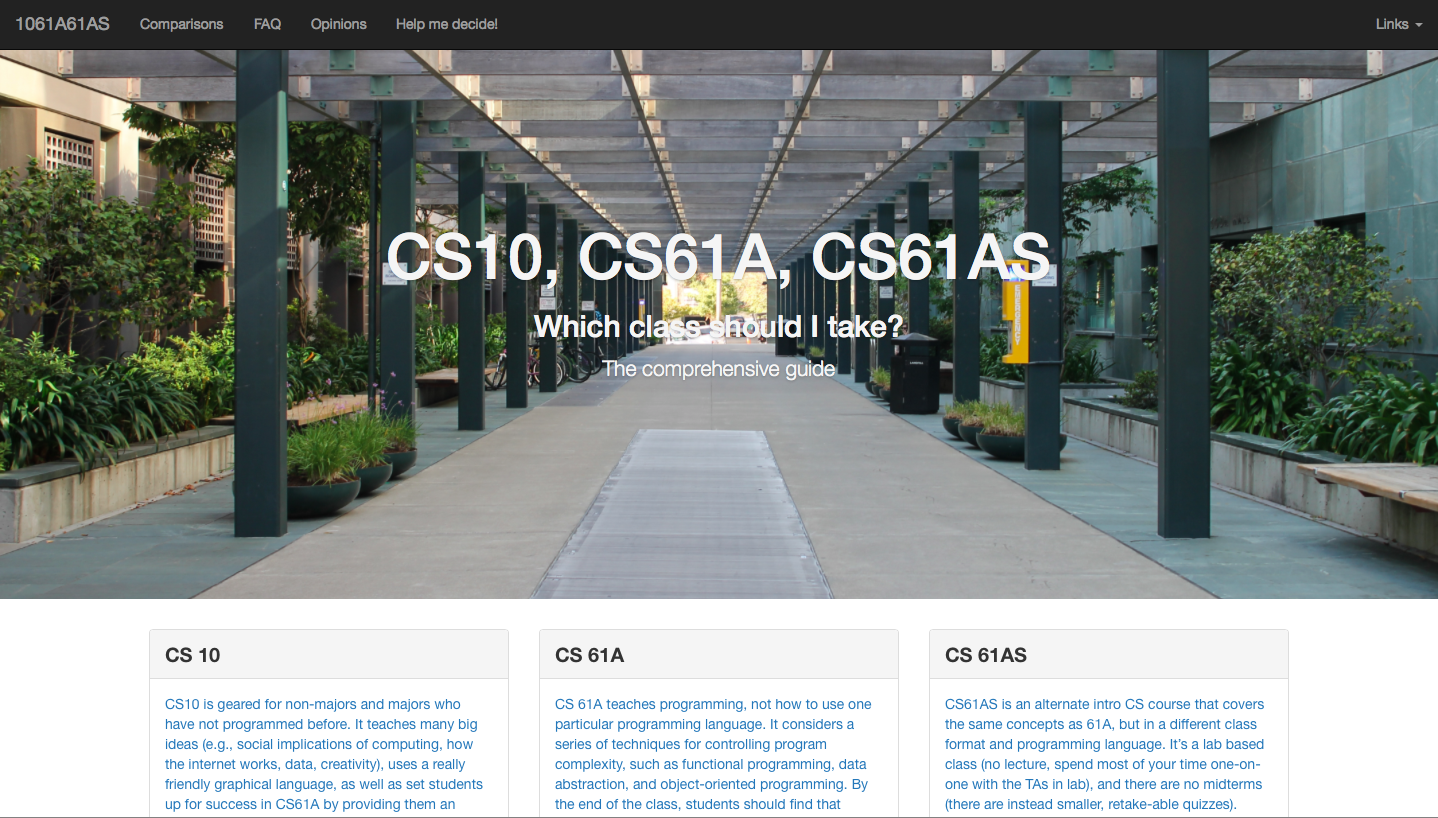 1061A61AS Comparisons FAQ Opinions Help me decide! Links
CS10, CS61A, CS61AS
Which class should I take?
The comprehensive guide
CS 10
CS10 is geared for non-majors and majors who
have not programmed before. It teaches many big
ideas (e.g., social implications of computing, how
the internet works, data, creativity), uses a really
friendly graphical language, as well as set students
up for success in CS61A by providing them an
CS 61A
CS 61A teaches programming, not how to use one
particular programming language. It considers a
series of techniques for controlling program
complexity, such as functional programming, data
abstraction, and object-oriented programming. By
the end of the class, students should find that
CS 61AS
CS61AS is an alternate intro CS course that covers
the same concepts as 61A, but in a different class
format and programming language. It’s a lab based
class (no lecture, spend most of your time one-on-
one with the TAs in lab), and there are no midterms
(there are instead smaller, retake-able quizzes).